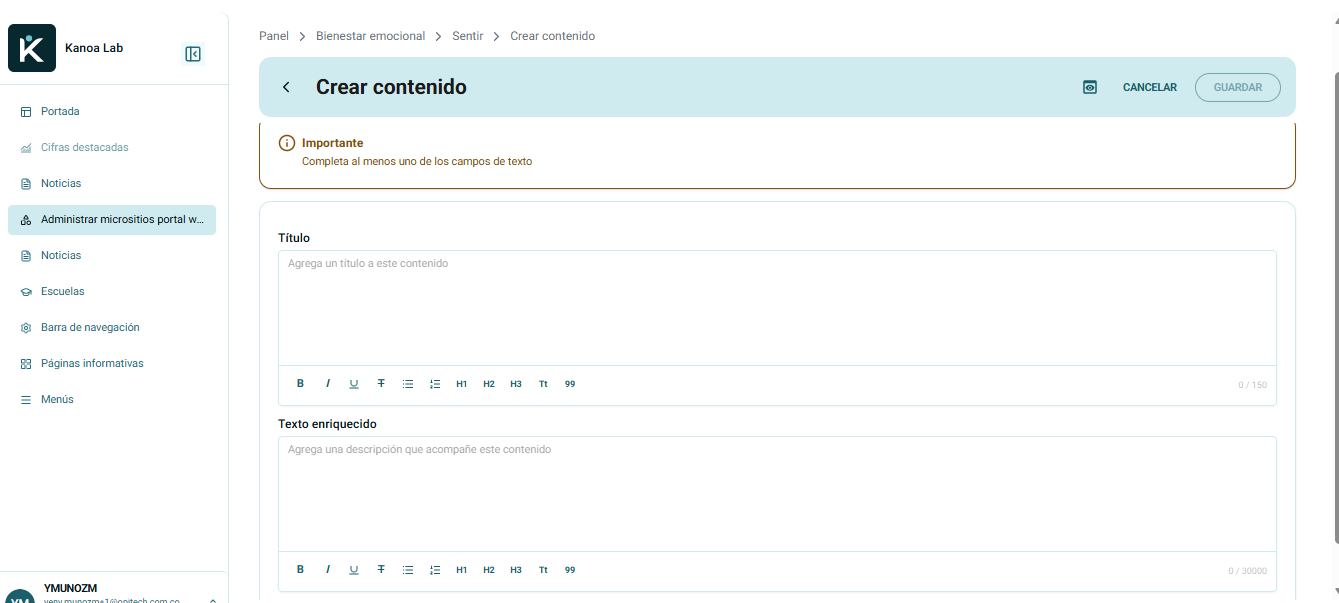 Kanoa Lab
Portada
Cifras destacadas
Noticias
Administrar micrositios portal w...
Noticias
Escuelas
Barra de navegación
Páginas informativas
Menús
YMUNOZM
Panel > Bienestar emocional > Sentir > Crear contenido
Crear contenido
CANCELAR
GUARDAR
Importante
Completa al menos uno de los campos de texto
Título
Agrega un título a este contenido
B I U T H1 H2 H3 Tt 99
0 / 150
Texto enriquecido
Agrega una descripción que acompañe este contenido
B I U T H1 H2 H3 Tt 99
0 / 30000